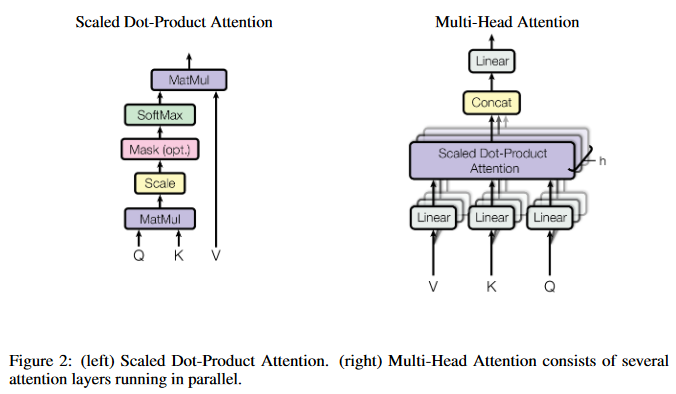 Scaled Dot-Product Attention
MatMul
SoftMax
Mask (opt.)
Scale
MatMul
Q K V
Multi-Head Attention
Linear
Concat
Scaled Dot-Product
Attention
h
Linear Linear Linear
V K Q
Figure 2: (left) Scaled Dot-Product Attention. (right) Multi-Head Attention consists of several
attention layers running in parallel.